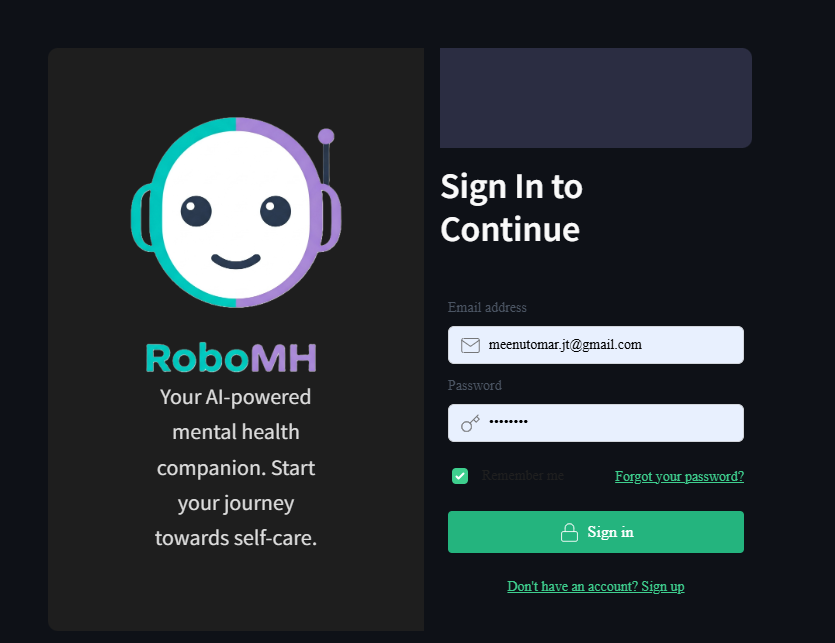 RoboMH
Your AI-powered
mental health
companion. Start
your journey
towards self-care.
Sign In to
Continue
Email address
meenutomar.jt@gmail.com
Password
••••••••
Remember me
Forgot your password?
Sign in
Don't have an account? Sign up